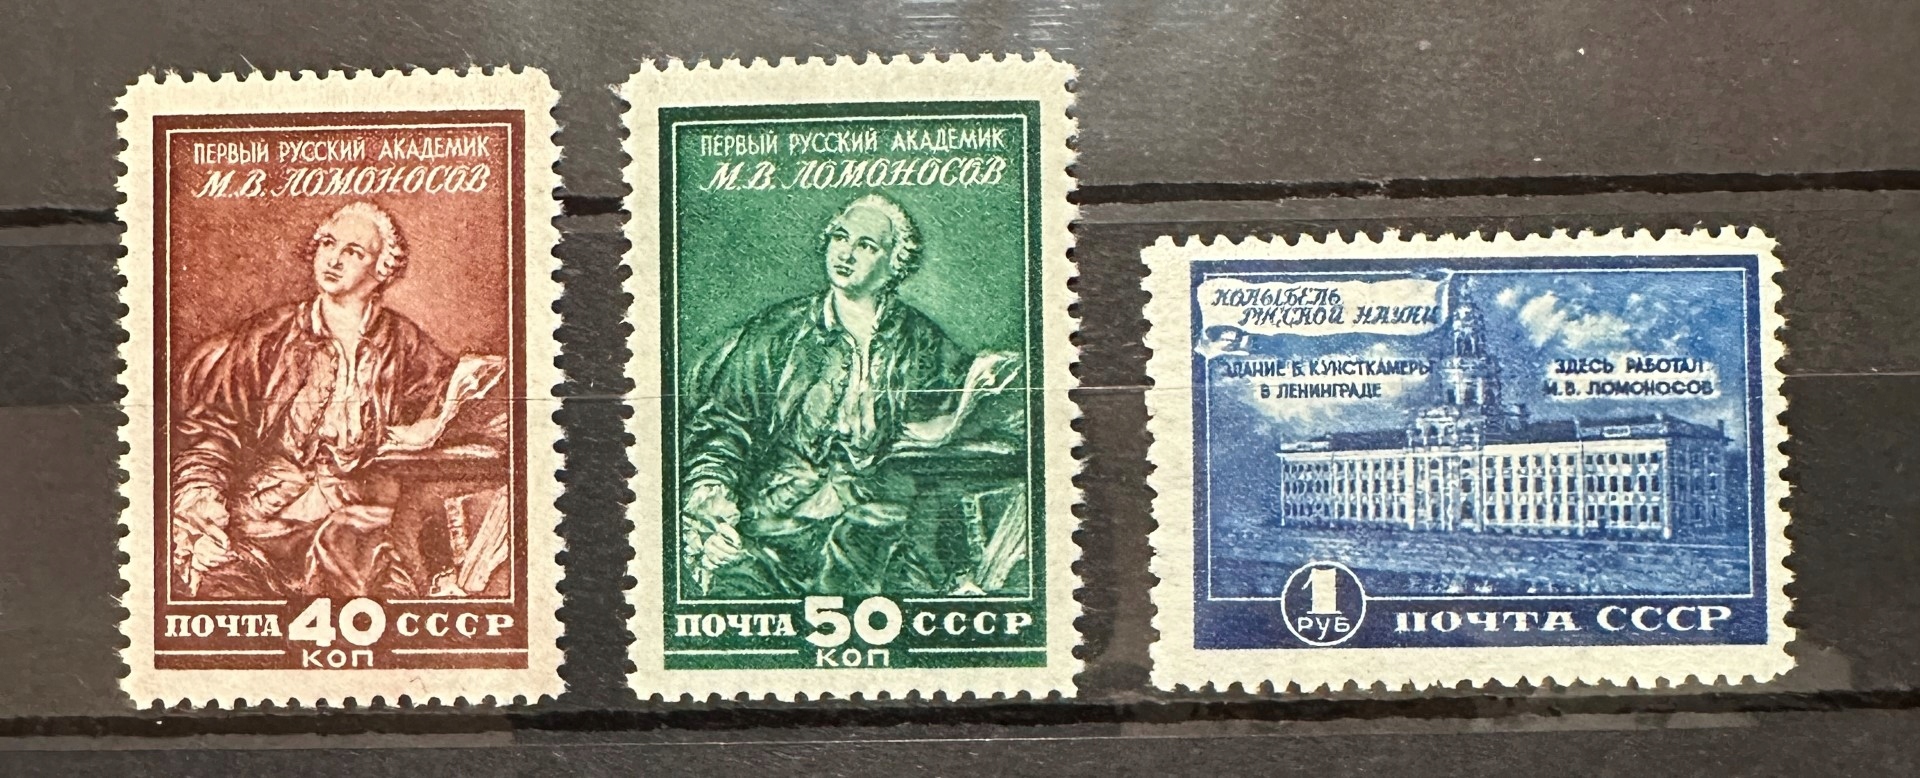 ПЕРВЫЙ РУССКИЙ АКАДЕМИК
М.В. ЛОМОНОСОВ
ПОЧТА 40 СССР
КОП
ПЕРВЫЙ РУССКИЙ АКАДЕМИК
М.В. ЛОМОНОСОВ
ПОЧТА 50 СССР
КОП
КОЛЫБЕЛЬ
РУССКОЙ НАУКИ
ЗДАНИЕ Б. КУНСТКАМЕРЫ
В ЛЕНИНГРАДЕ
ЗДЕСЬ РАБОТАЛ
М.В. ЛОМОНОСОВ
1
РУБ
ПОЧТА СССР